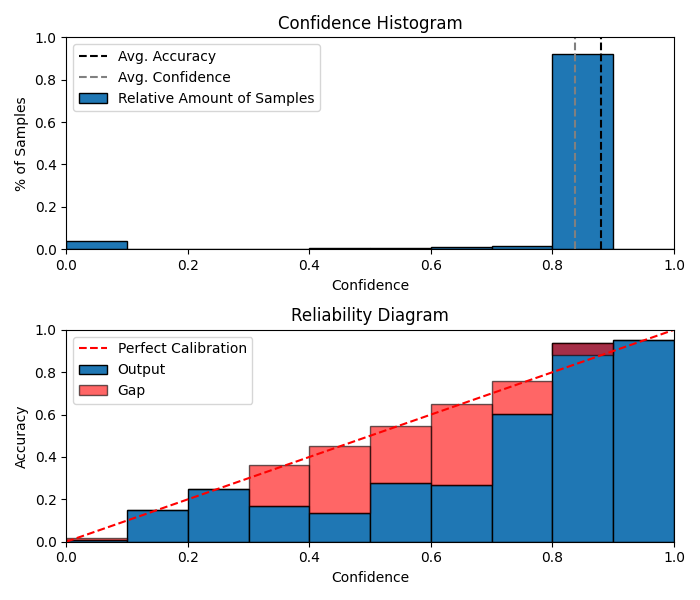 Confidence Histogram
1.0
0.8
0.6
0.4
0.2
0.0
% of Samples
Avg. Accuracy
Avg. Confidence
Relative Amount of Samples
0.0 0.2 0.4 0.6 0.8 1.0
Confidence
Reliability Diagram
1.0
0.8
0.6
0.4
0.2
0.0
Accuracy
Perfect Calibration
Output
Gap
0.0 0.2 0.4 0.6 0.8 1.0
Confidence